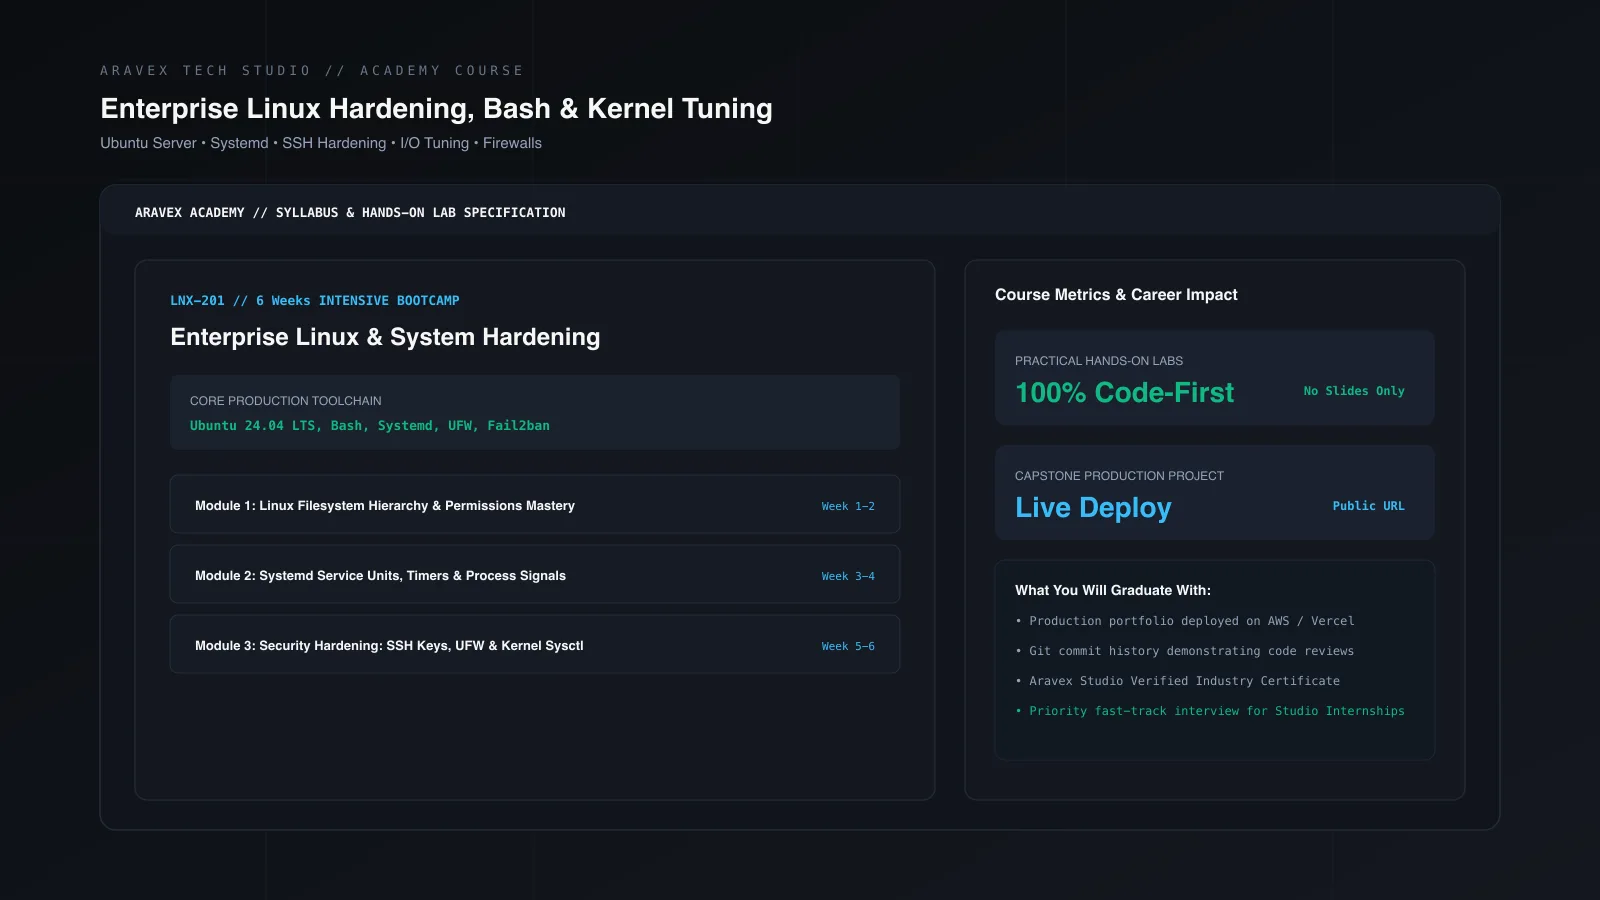 ARAVEX TECH STUDIO // ACADEMY COURSE
Enterprise Linux Hardening, Bash & Kernel Tuning
Ubuntu Server • Systemd • SSH Hardening • I/O Tuning • Firewalls
ARAVEX ACADEMY // SYLLABUS & HANDS-ON LAB SPECIFICATION
LNX-201 // 6 Weeks INTENSIVE BOOTCAMP
Enterprise Linux & System Hardening
CORE PRODUCTION TOOLCHAIN
Ubuntu 24.04 LTS, Bash, Systemd, UFW, Fail2ban
Module 1: Linux Filesystem Hierarchy & Permissions Mastery
Week 1-2
Module 2: Systemd Service Units, Timers & Process Signals
Week 3-4
Module 3: Security Hardening: SSH Keys, UFW & Kernel Sysctl
Week 5-6
Course Metrics & Career Impact
PRACTICAL HANDS-ON LABS
100% Code-First
No Slides Only
CAPSTONE PRODUCTION PROJECT
Live Deploy
Public URL
What You Will Graduate With:
• Production portfolio deployed on AWS / Vercel
• Git commit history demonstrating code reviews
• Aravex Studio Verified Industry Certificate
• Priority fast-track interview for Studio Internships